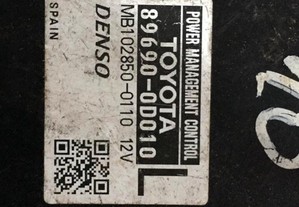 POWER MANAGEMENT CONTROL
TOYOTA
89690-0D010
L
MB102850-0110 12V
DENSO
SPAIN